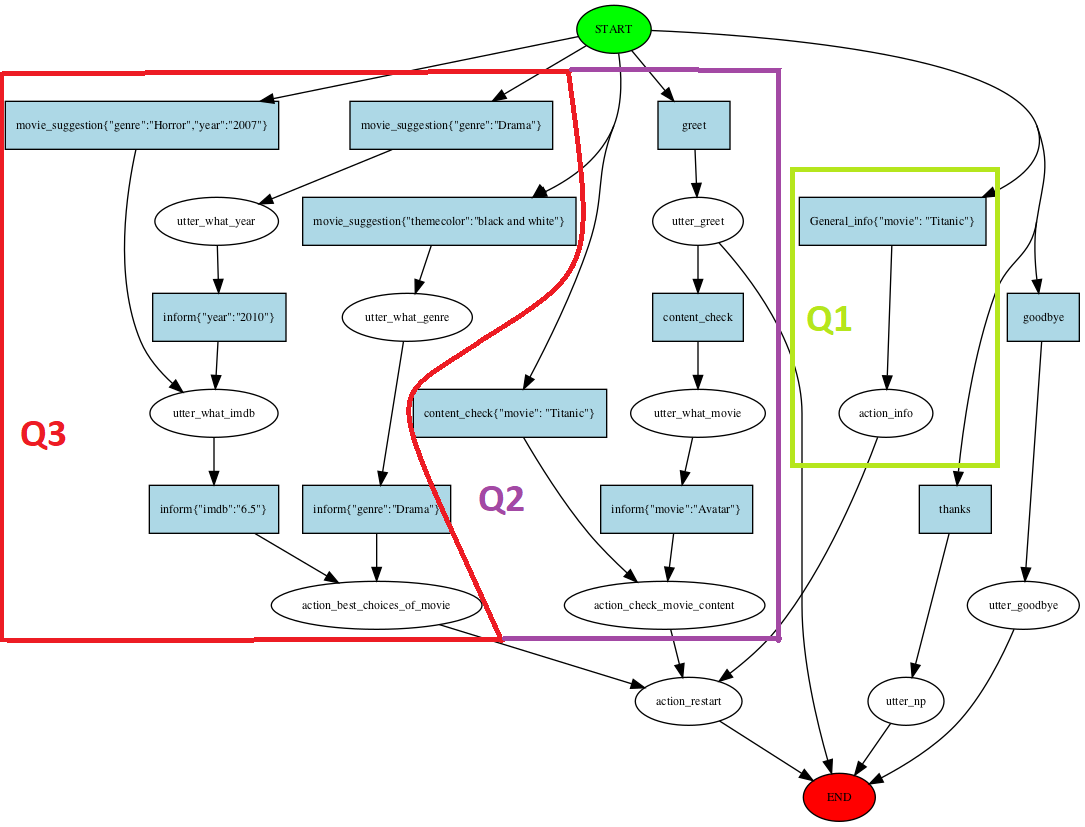 START
movie_suggestion{"genre":"Horror","year":"2007"}
movie_suggestion{"genre":"Drama"}
greet
utter_what_year
movie_suggestion{"themecolor":"black and white"}
utter_greet
General_info{"movie": "Titanic"}
inform{"year":"2010"}
utter_what_genre
content_check
Q1
goodbye
utter_what_imdb
content_check{"movie": "Titanic"}
utter_what_movie
action_info
Q3
Q2
inform{"imdb":"6.5"}
inform{"genre":"Drama"}
inform{"movie":"Avatar"}
thanks
action_best_choices_of_movie
action_check_movie_content
utter_goodbye
action_restart
utter_np
END